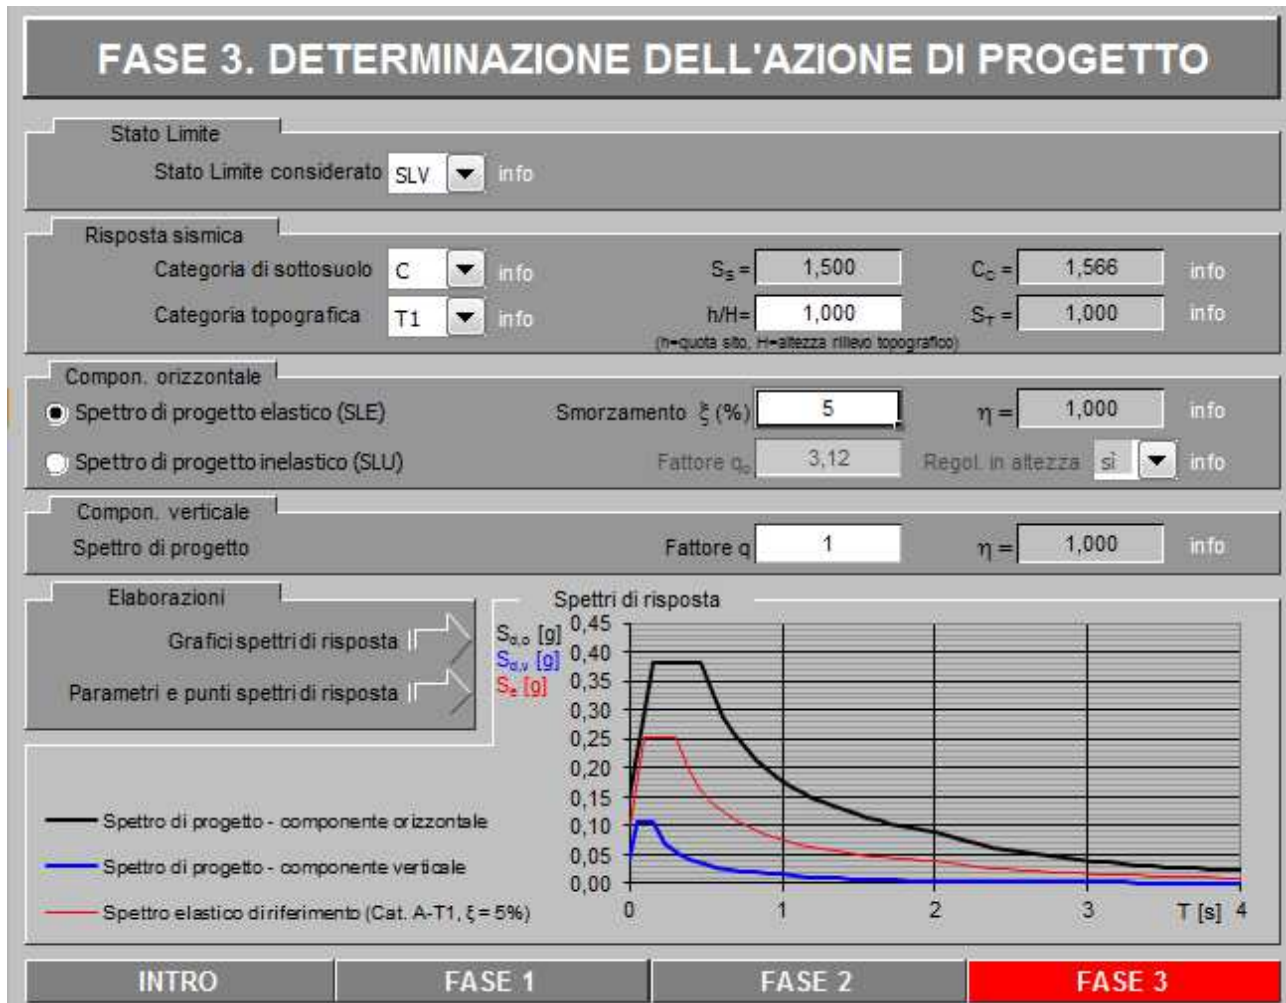 FASE 3. DETERMINAZIONE DELL'AZIONE DI PROGETTO
Stato Limite
Stato Limite considerato SLV info
Risposta sismica
Categoria di sottosuolo C info S_S = 1,500 C_C = 1,566 info
Categoria topografica T1 info h/H= 1,000 S_T = 1,000 info
(h=quota sito, H=altezza rilievo topografico)
Compon. orizzontale
Spettro di progetto elastico (SLE) Smorzamento ξ (%) 5 η = 1,000 info
Spettro di progetto inelastico (SLU) Fattore q_o 3,12 Regol. in altezza sì info
Compon. verticale
Spettro di progetto Fattore q 1 η = 1,000 info
Elaborazioni
Grafici spettri di risposta
Parametri e punti spettri di risposta
Spettri di risposta
S_d,o [g]
S_d,v [g]
S_e [g]
0,45
0,40
0,35
0,30
0,25
0,20
0,15
0,10
0,05
0,00
0 1 2 3 T [s] 4
Spettro di progetto - componente orizzontale
Spettro di progetto - componente verticale
Spettro elastico di riferimento (Cat. A-T1, ξ = 5%)
INTRO FASE 1 FASE 2 FASE 3